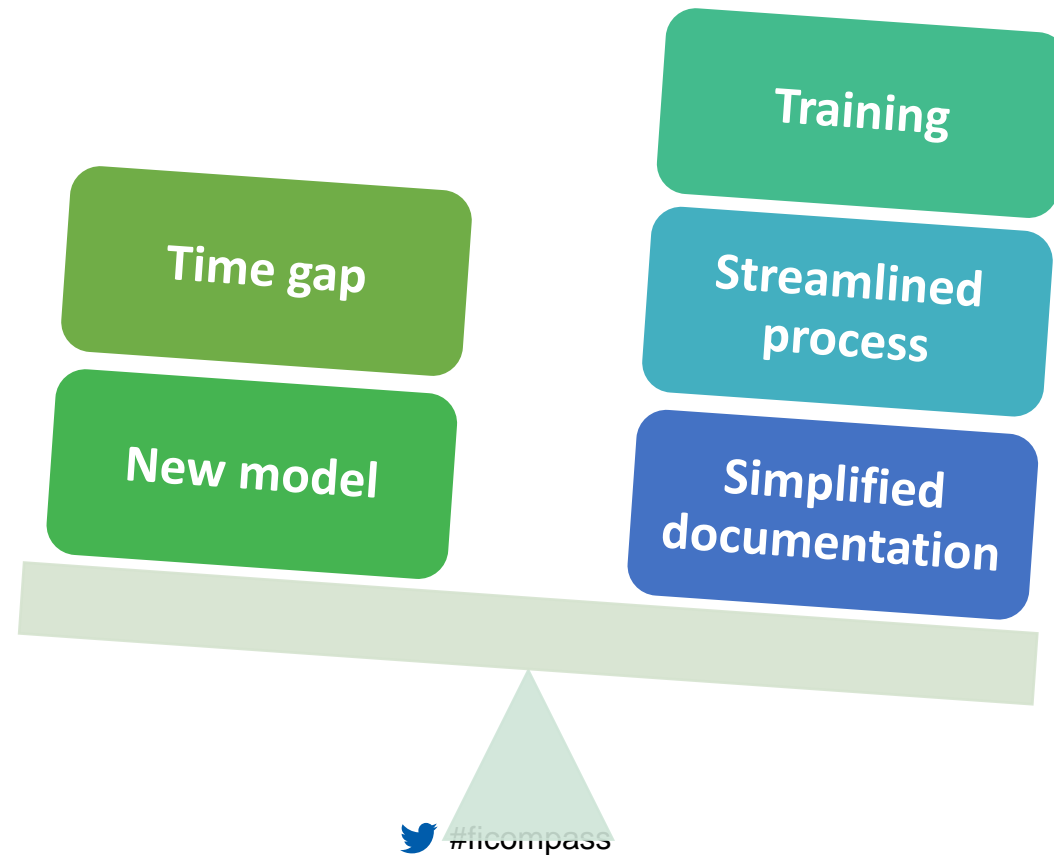 Time gap
New model
Training
Streamlined
process
Simplified
documentation
#ficompass